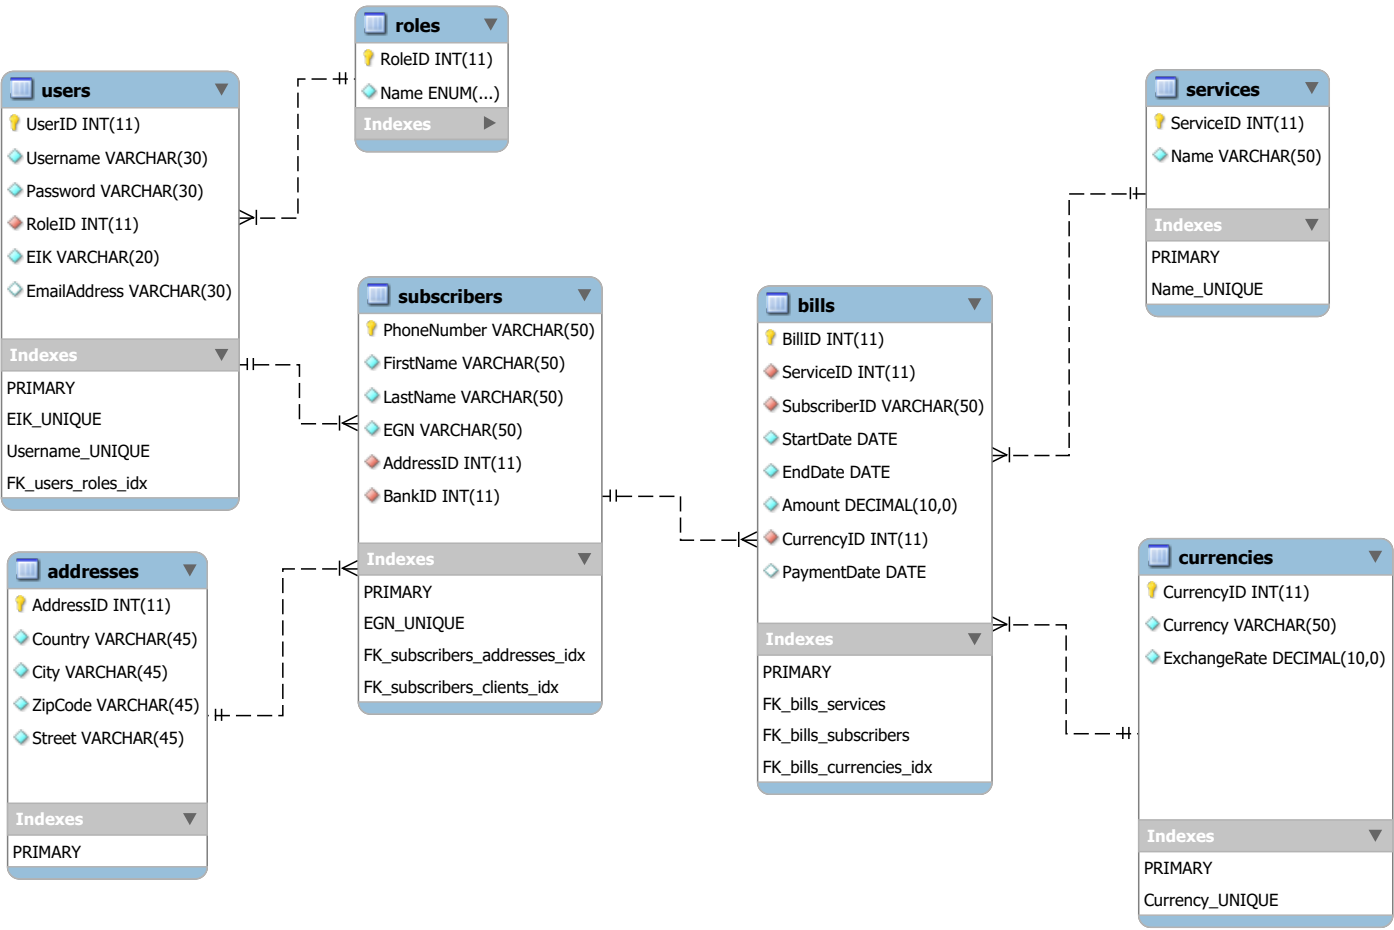 roles
RoleID INT(11)
Name ENUM(...)
Indexes
users
UserID INT(11)
Username VARCHAR(30)
Password VARCHAR(30)
RoleID INT(11)
EIK VARCHAR(20)
EmailAddress VARCHAR(30)
Indexes
PRIMARY
EIK_UNIQUE
Username_UNIQUE
FK_users_roles_idx
addresses
AddressID INT(11)
Country VARCHAR(45)
City VARCHAR(45)
ZipCode VARCHAR(45)
Street VARCHAR(45)
Indexes
PRIMARY
subscribers
PhoneNumber VARCHAR(50)
FirstName VARCHAR(50)
LastName VARCHAR(50)
EGN VARCHAR(50)
AddressID INT(11)
BankID INT(11)
Indexes
PRIMARY
EGN_UNIQUE
FK_subscribers_addresses_idx
FK_subscribers_clients_idx
bills
BillID INT(11)
ServiceID INT(11)
SubscriberID VARCHAR(50)
StartDate DATE
EndDate DATE
Amount DECIMAL(10,0)
CurrencyID INT(11)
PaymentDate DATE
Indexes
PRIMARY
FK_bills_services
FK_bills_subscribers
FK_bills_currencies_idx
services
ServiceID INT(11)
Name VARCHAR(50)
Indexes
PRIMARY
Name_UNIQUE
currencies
CurrencyID INT(11)
Currency VARCHAR(50)
ExchangeRate DECIMAL(10,0)
Indexes
PRIMARY
Currency_UNIQUE